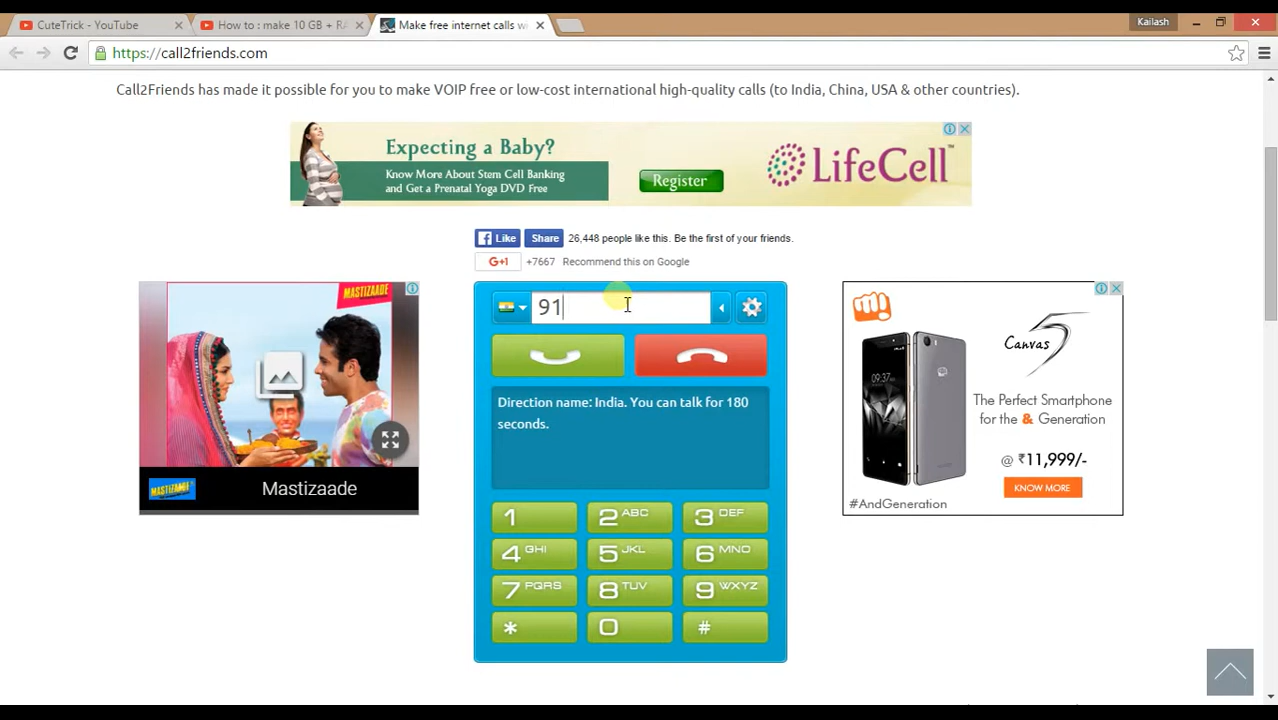 CuteTrick - YouTube
How to : make 10 GB + RA
Make free internet calls wi
Kailash
https://call2friends.com
Call2Friends has made it possible for you to make VOIP free or low-cost international high-quality calls (to India, China, USA & other countries).
Expecting a Baby?
Know More About Stem Cell Banking
and Get a Prenatal Yoga DVD Free
Register
LifeCell™
Like
Share
26,448 people like this. Be the first of your friends.
G+1
+7667
Recommend this on Google
MASTIZAADE
MASTIZAADE
Mastizaade
91
Direction name: India. You can talk for 180
seconds.
1
2 ABC
3 DEF
4 GHI
5 JKL
6 MNO
7 PQRS
8 TUV
9 WXYZ
*
0
#
09:37
Canvas 5
The Perfect Smartphone
for the & Generation
@ ₹11,999/-
KNOW MORE
#AndGeneration